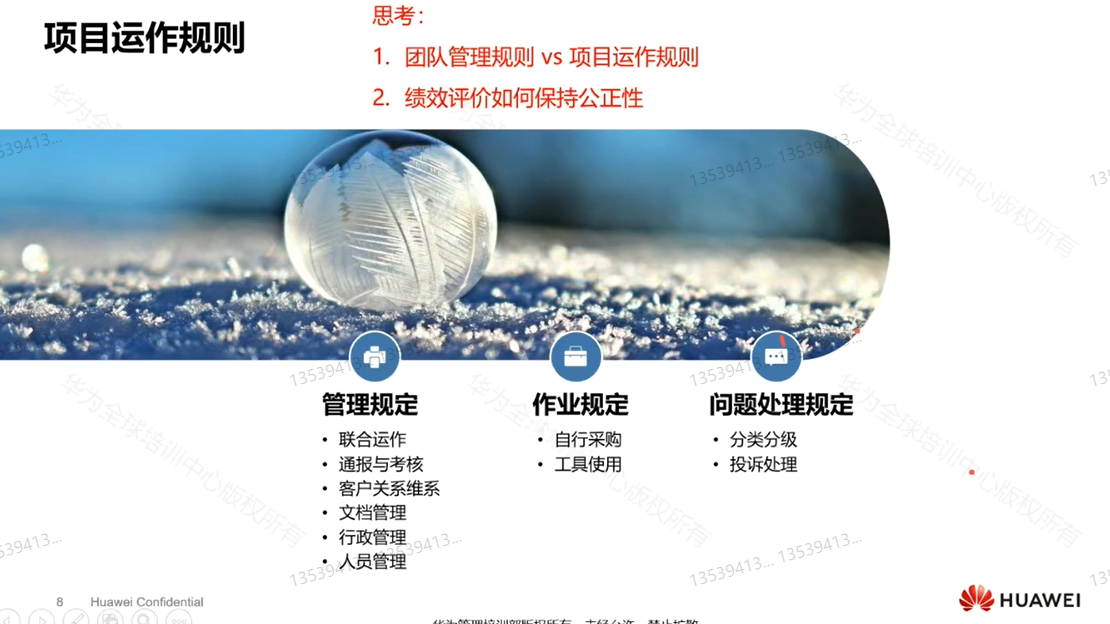 项目运作规则
思考：
1. 团队管理规则 vs 项目运作规则
2. 绩效评价如何保持公正性
管理规定
• 联合运作
• 通报与考核
• 客户关系维系
• 文档管理
• 行政管理
• 人员管理
作业规定
• 自行采购
• 工具使用
问题处理规定
• 分类分级
• 投诉处理
8 Huawei Confidential
HUAWEI
华为全球培训中心版权所有
13539413... 13539413...